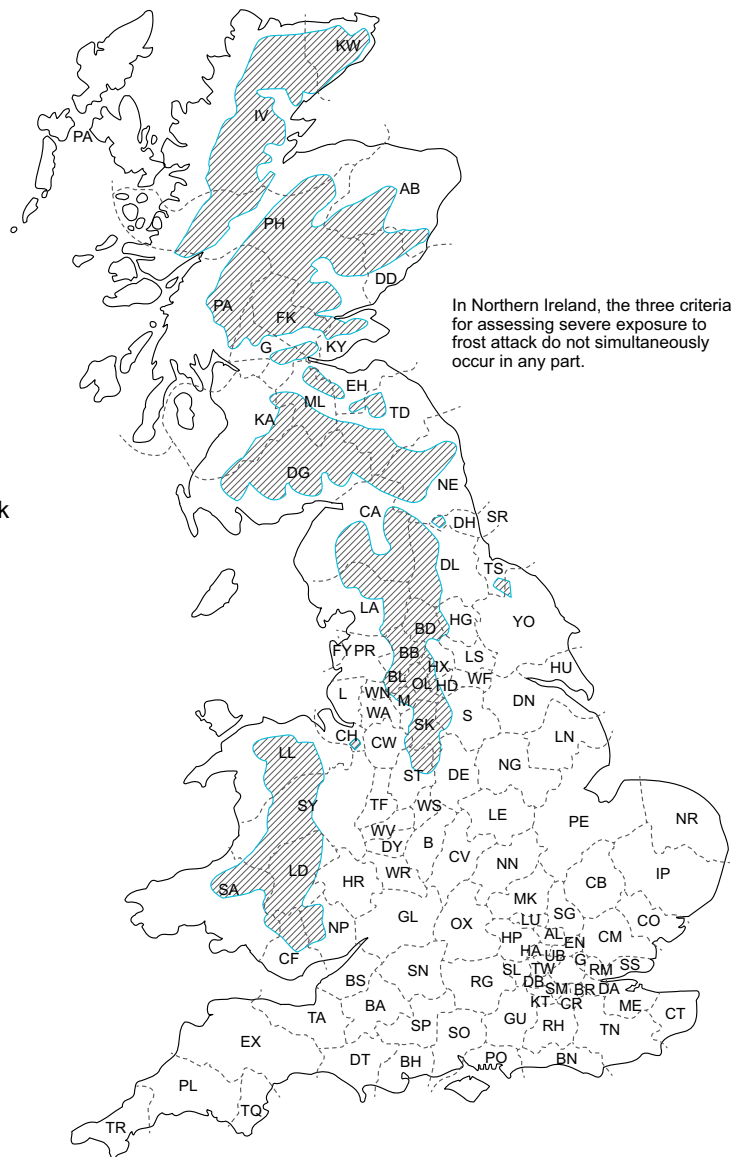 KW
PA
IV
AB
PH
DD
PA
FK
In Northern Ireland, the three criteria
for assessing severe exposure to
frost attack do not simultaneously
occur in any part.
G
KY
EH
ML
TD
KA
DG
NE
k
CA
DH
SR
DL
TS
LA
HG
YO
BD
FY
PR
BB
LS
HX
HU
BL
OL
HD
WF
L
WN
M
DN
WA
SK
S
CH
CW
LN
LL
ST
DE
NG
SY
TF
WS
LE
PE
NR
WV
DY
B
CV
NN
LD
HR
WR
CB
IP
SA
MK
NP
GL
OX
LU
SG
CO
HP
AL
EN
CM
CF
HA
UB
G
SS
BS
SN
RG
SL
TW
RM
DB
SM
BR
DA
KT
CR
ME
CT
TA
BA
SP
SO
GU
RH
TN
EX
DT
BH
PO
BN
PL
TQ
TR